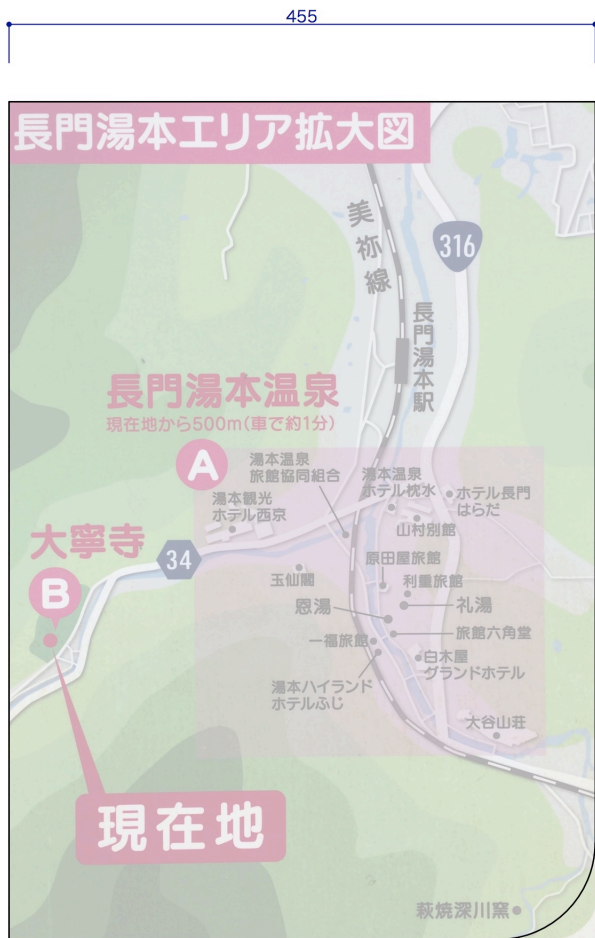 455
長門湯本エリア拡大図
美祢線
316
長門湯本駅
長門湯本温泉
現在地から500m(車で約1分)
A
湯本温泉
旅館協同組合
湯本温泉
ホテル枕水
ホテル長門
はらだ
湯本観光
ホテル西京
山村別館
大寧寺
34
原田屋旅館
玉仙閣
利重旅館
B
恩湯
礼湯
一福旅館
旅館六角堂
白木屋
グランドホテル
湯本ハイランド
ホテルふじ
大谷山荘
現在地
萩焼深川窯